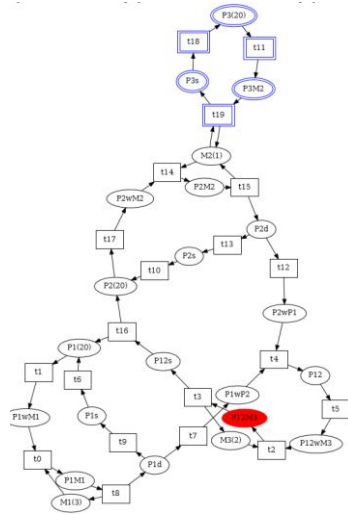 P3(20)
t18
t11
P3s
P3M2
t19
M2(1)
t14
P2wM2
P2M2
t15
t17
P2d
t13
P2s
t10
t12
P2(20)
P2wP1
t16
P1(20)
P12s
t4
t1
t6
P12
P1wP2
t3
P1wM1
P1s
P12M3
t5
t7
t9
M3(2)
P12wM3
t2
t0
P1d
P1M1
t8
M1(3)